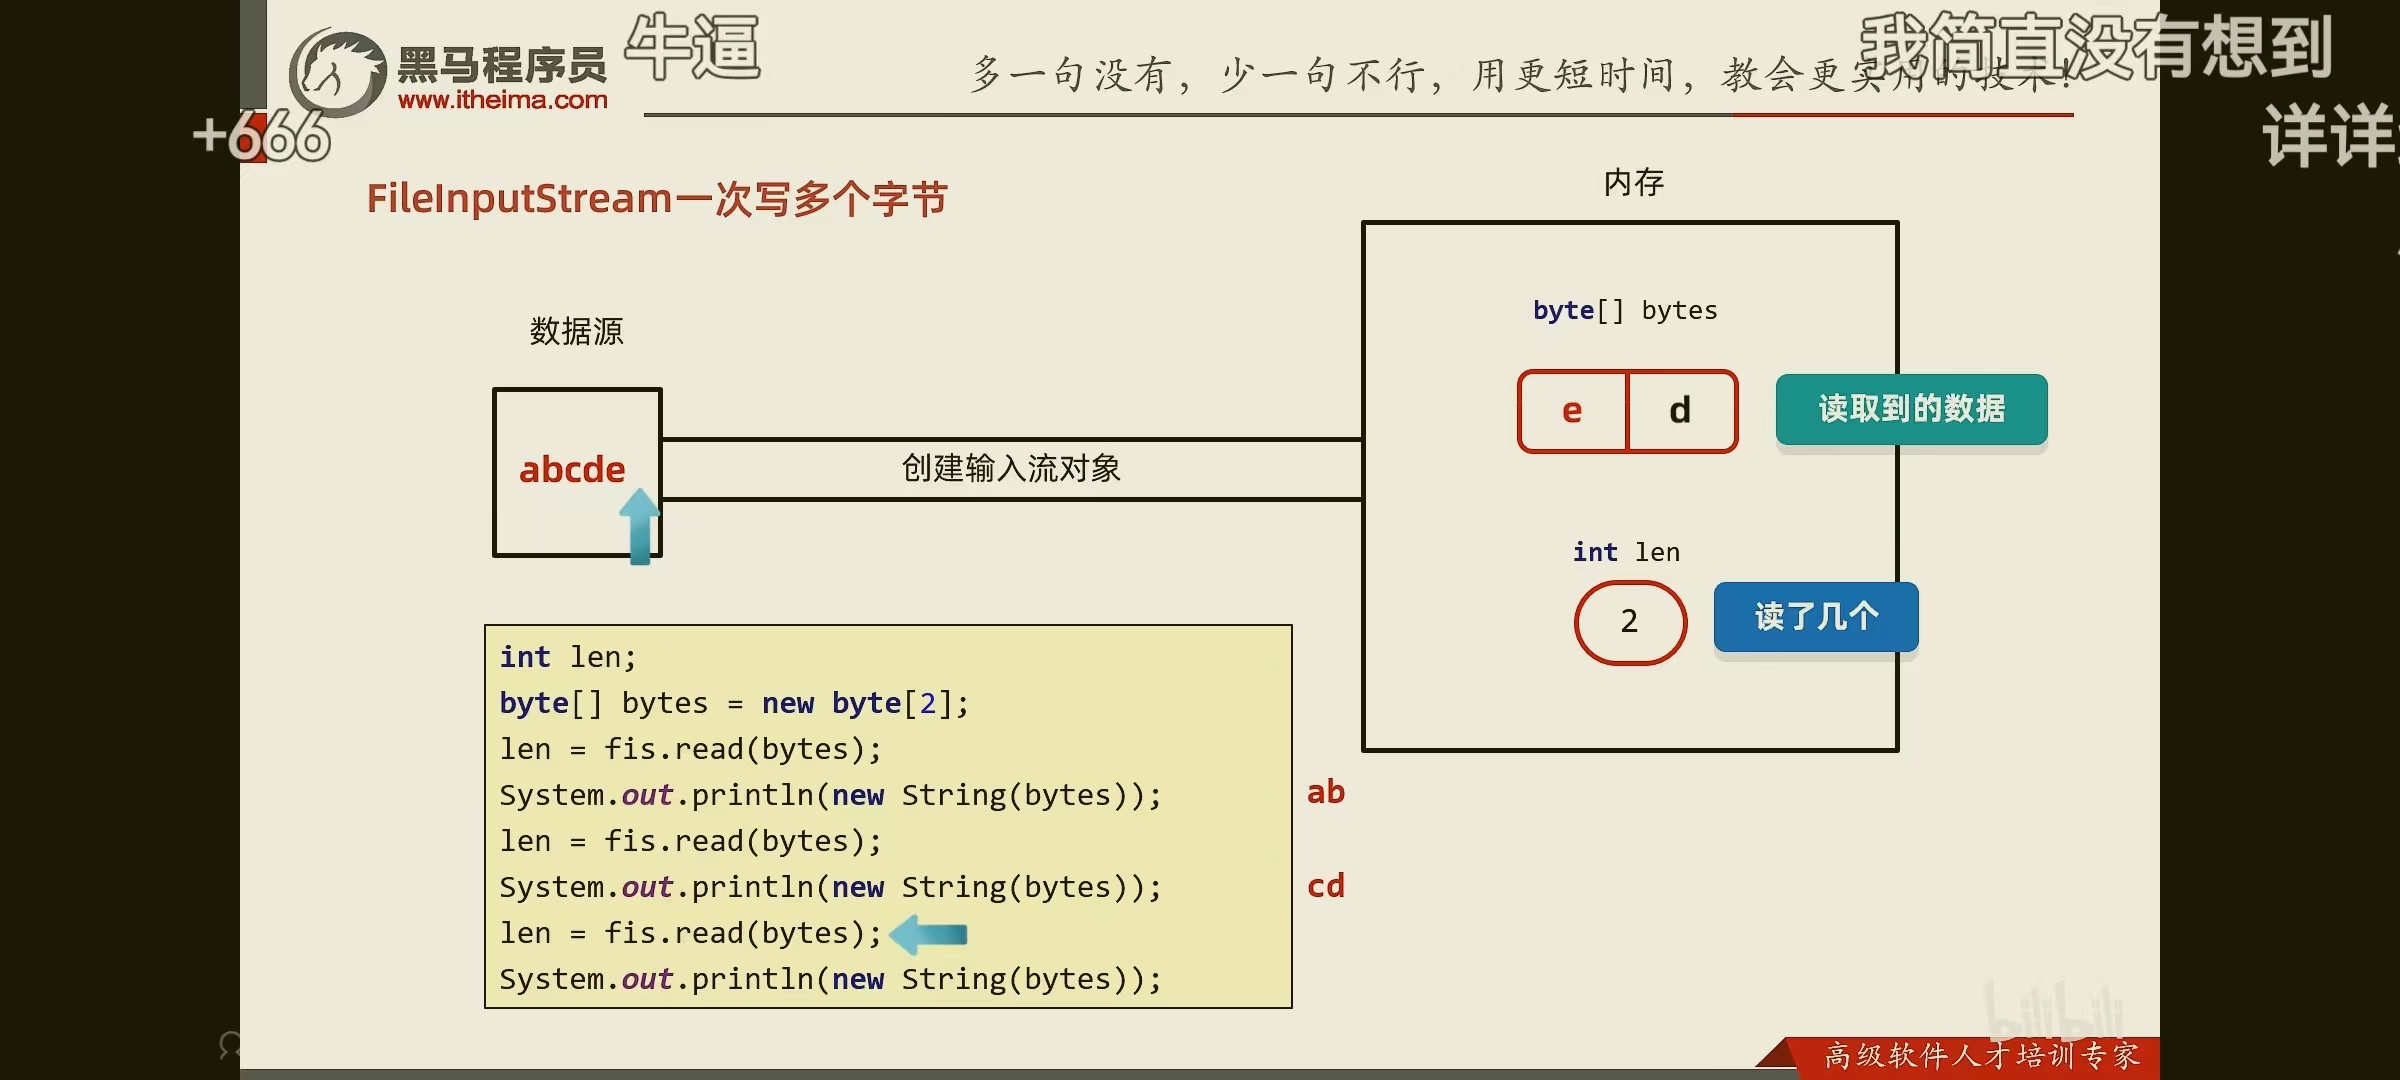 黑马程序员
www.itheima.com
牛逼
多一句没有，少一句不行，用更短时间，教会更实用的技术！
我简直没有想到
+666
详详
FileInputStream一次写多个字节
内存
数据源
byte[] bytes
abcde
创建输入流对象
e d
读取到的数据
int len
2
读了几个
int len;
byte[] bytes = new byte[2];
len = fis.read(bytes);
System.out.println(new String(bytes));
ab
len = fis.read(bytes);
System.out.println(new String(bytes));
cd
len = fis.read(bytes);
System.out.println(new String(bytes));
bilibili
高级软件人才培训专家